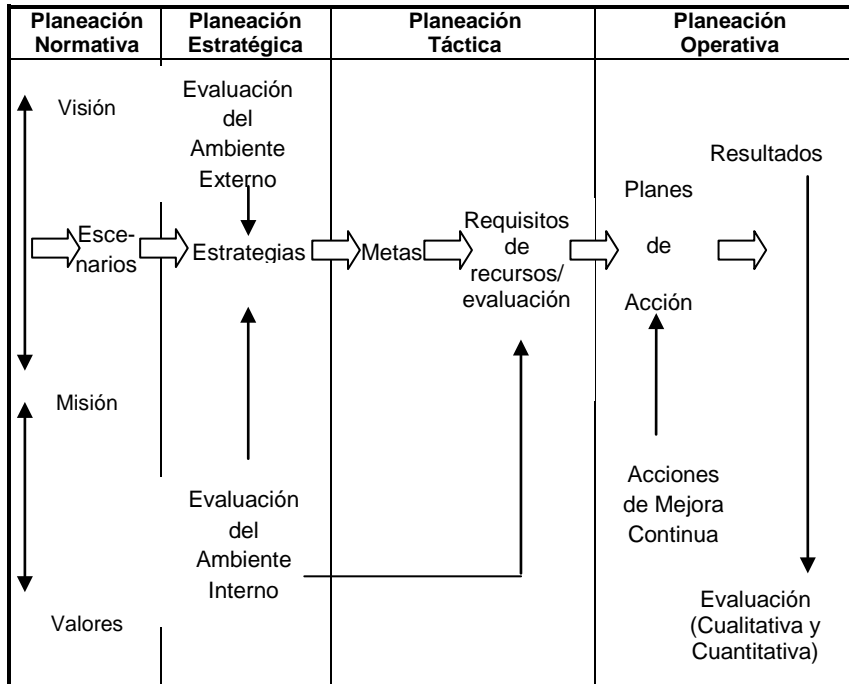 Planeación
Normativa
Planeación
Estratégica
Planeación
Táctica
Planeación
Operativa
Visión
Esce-
narios
Misión
Valores
Evaluación
del
Ambiente
Externo
Estrategias
Evaluación
del
Ambiente
Interno
Metas
Requisitos
de
recursos/
evaluación
Planes
de
Acción
Acciones
de Mejora
Continua
Resultados
Evaluación
(Cualitativa y
Cuantitativa)